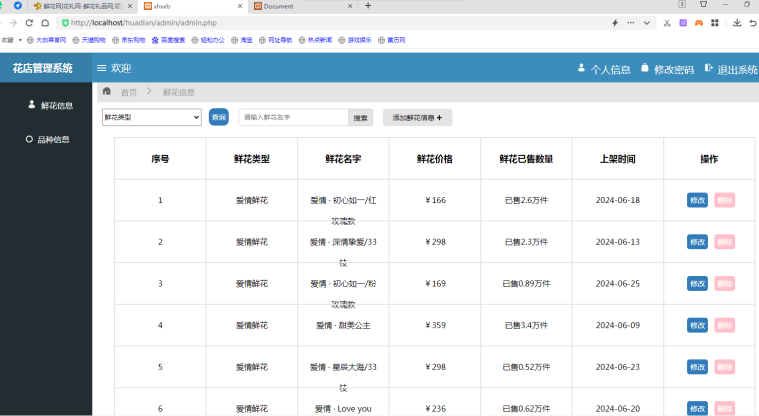 鲜花网|花礼网-鲜花礼品网,
xhxxb
Document
http://localhost/huadian/admin/admin.php
收藏 大白菜官网 天猫购物 京东购物 百度搜索 轻松办公 淘宝 网址导航 热点新闻 游戏娱乐 黄历网
花店管理系统 欢迎 个人信息 修改密码 退出系统
首页 鲜花信息
鲜花信息
品种信息
鲜花类型 查询 请输入鲜花名字 搜索 添加鲜花信息
序号 鲜花类型 鲜花名字 鲜花价格 鲜花已售数量 上架时间 操作
1 爱情鲜花 爱情 · 初心如一/红玫瑰款 ¥166 已售2.6万件 2024-06-18 修改 删除
2 爱情鲜花 爱情 · 深情挚爱/33枝 ¥298 已售2.3万件 2024-06-13 修改 删除
3 爱情鲜花 爱情 · 初心如一/粉玫瑰款 ¥169 已售0.89万件 2024-06-25 修改 删除
4 爱情鲜花 爱情 · 甜美公主 ¥359 已售3.4万件 2024-06-09 修改 删除
5 爱情鲜花 爱情 · 星辰大海/33枝 ¥298 已售0.52万件 2024-06-23 修改 删除
6 爱情鲜花 爱情 · Love you ¥236 已售0.62万件 2024-06-20 修改 删除